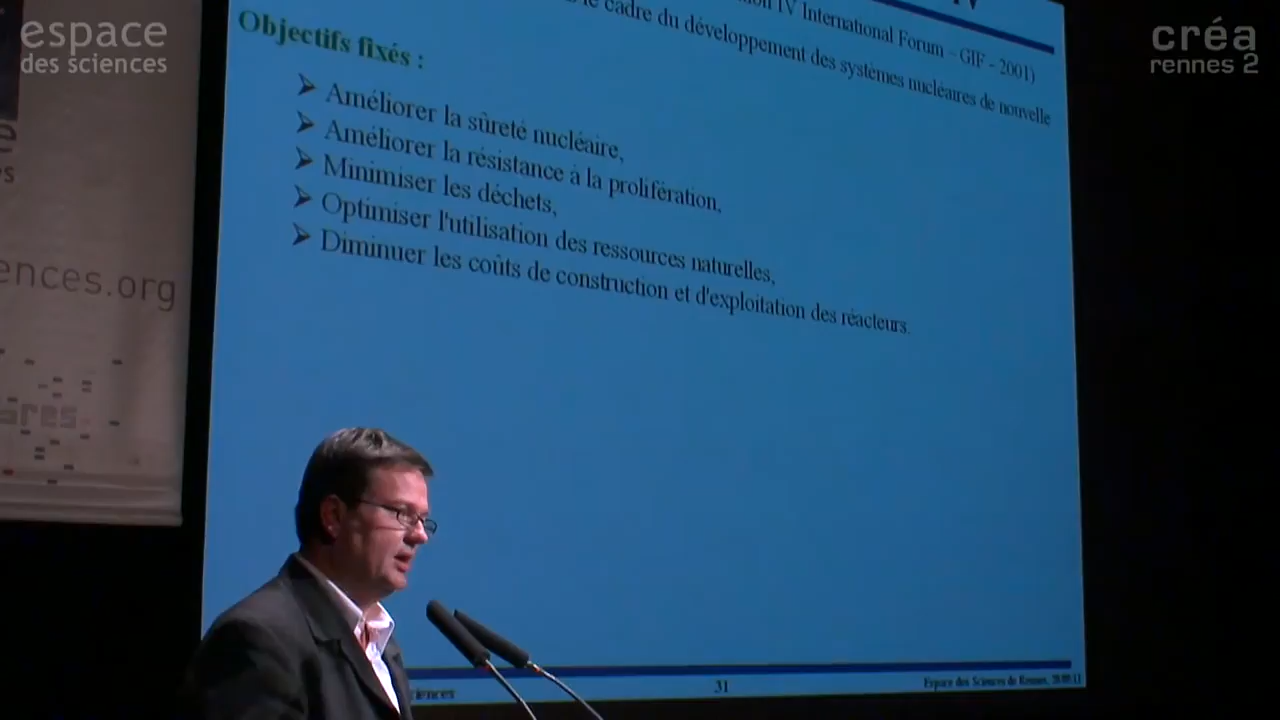 espace
des sciences
créa
rennes 2
IV International Forum – GIF - 2001)
le cadre du développement des systèmes nucléaires de nouvelle
Objectifs fixés :
➢ Améliorer la sûreté nucléaire,
➢ Améliorer la résistance à la prolifération,
➢ Minimiser les déchets,
➢ Optimiser l'utilisation des ressources naturelles,
➢ Diminuer les coûts de construction et d'exploitation des réacteurs.
ences.org
ares
31
Espace des Sciences de Rennes,